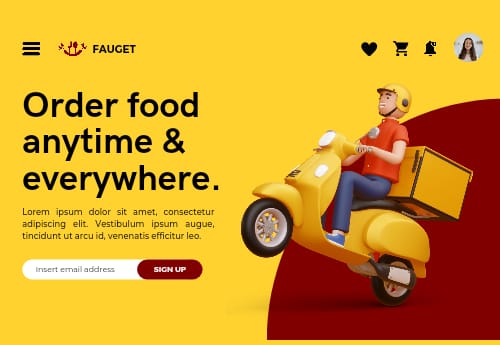 FAUGET
Order food
anytime &
everywhere.
Lorem ipsum dolor sit amet, consectetur
adipiscing elit. Vestibulum ipsum augue,
tincidunt ut arcu id, venenatis efficitur leo.
Insert email address
SIGN UP